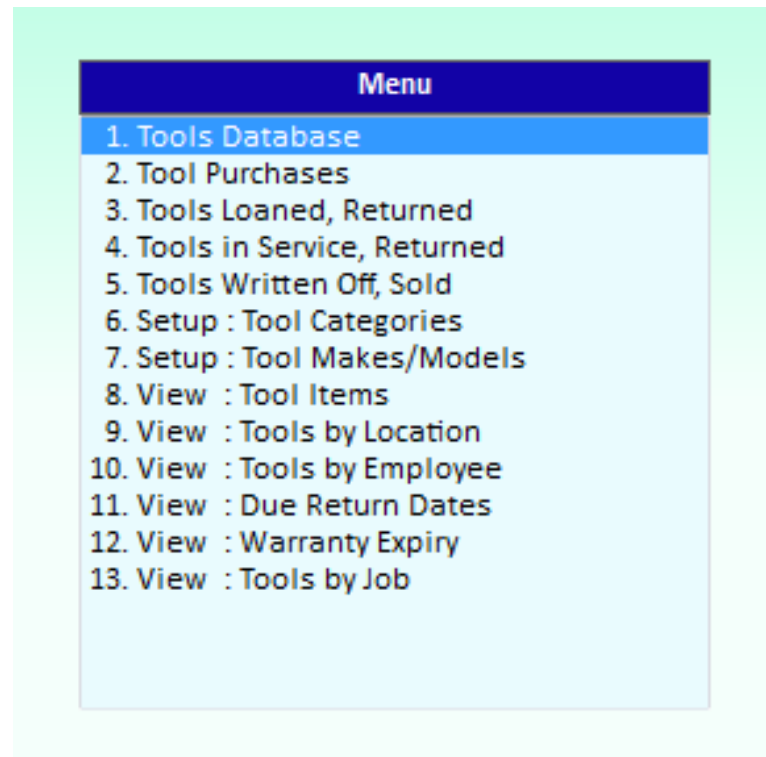 Menu
1. Tools Database
2. Tool Purchases
3. Tools Loaned, Returned
4. Tools in Service, Returned
5. Tools Written Off, Sold
6. Setup : Tool Categories
7. Setup : Tool Makes/Models
8. View  : Tool Items
9. View  : Tools by Location
10. View  : Tools by Employee
11. View  : Due Return Dates
12. View  : Warranty Expiry
13. View  : Tools by Job